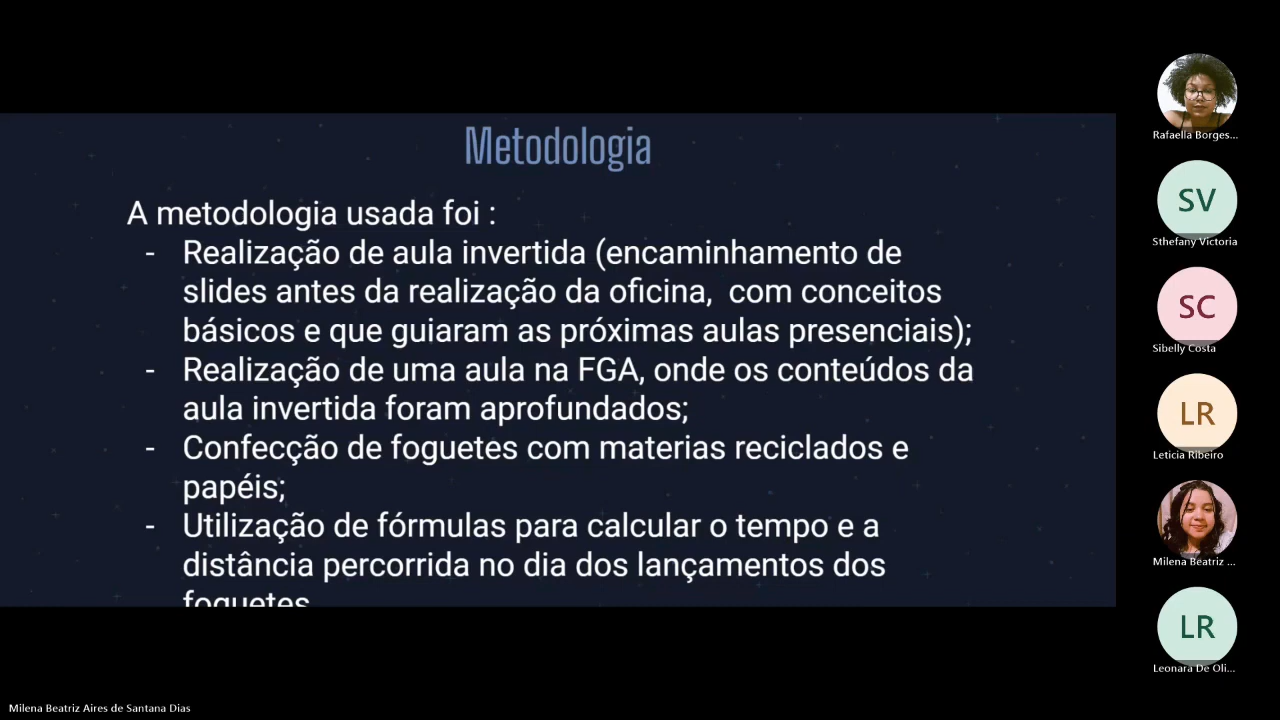 Metodologia
A metodologia usada foi :
- Realização de aula invertida (encaminhamento de
slides antes da realização da oficina,  com conceitos
básicos e que guiaram as próximas aulas presenciais);
- Realização de uma aula na FGA, onde os conteúdos da
aula invertida foram aprofundados;
- Confecção de foguetes com materias reciclados e
papéis;
- Utilização de fórmulas para calcular o tempo e a
distância percorrida no dia dos lançamentos dos
foguetes
Rafaella Borges...
SV
Sthefany Victoria
SC
Sibelly Costa
LR
Leticia Ribeiro
Milena Beatriz ...
LR
Leonara De Oli...
Milena Beatriz Aires de Santana Dias